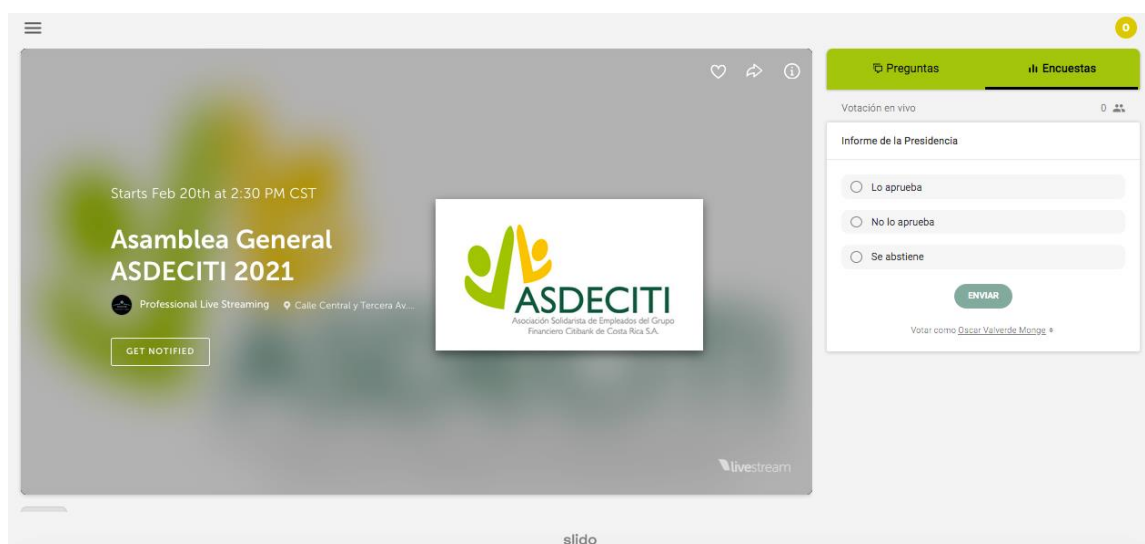 O
Starts Feb 20th at 2:30 PM CST
Asamblea General
ASDECITI 2021
Professional Live Streaming Calle Central y Tercera Av....
GET NOTIFIED
ASDECITI
Asociación Solidarista de Empleados del Grupo
Financiero Citibank de Costa Rica S.A.
livestream
Preguntas
Encuestas
Votación en vivo 0
Informe de la Presidencia
Lo aprueba
No lo aprueba
Se abstiene
ENVIAR
Votar como Oscar Valverde Monge
slido